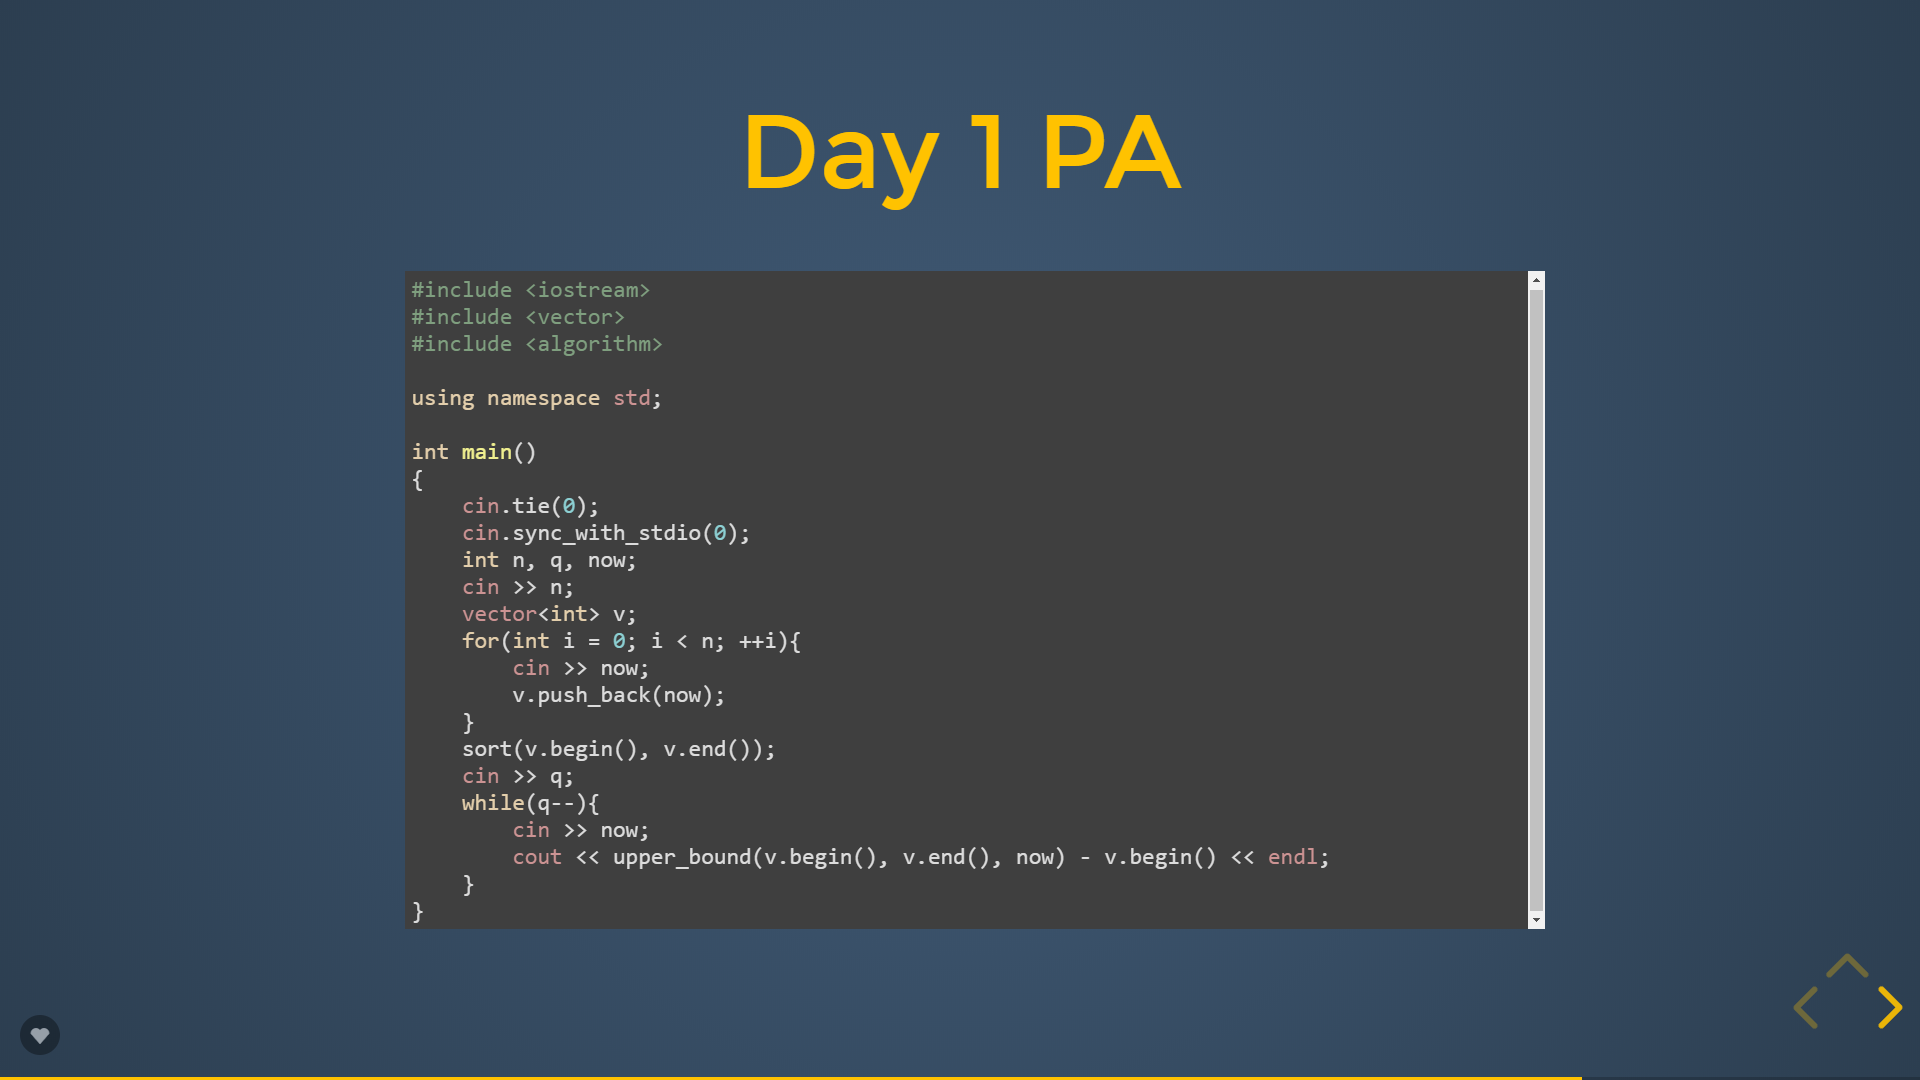 Day 1 PA
#include <iostream>
#include <vector>
#include <algorithm>
using namespace std;
int main()
{
    cin.tie(0);
    cin.sync_with_stdio(0);
    int n, q, now;
    cin >> n;
    vector<int> v;
    for(int i = 0; i < n; ++i){
        cin >> now;
        v.push_back(now);
    }
    sort(v.begin(), v.end());
    cin >> q;
    while(q--){
        cin >> now;
        cout << upper_bound(v.begin(), v.end(), now) - v.begin() << endl;
    }
}